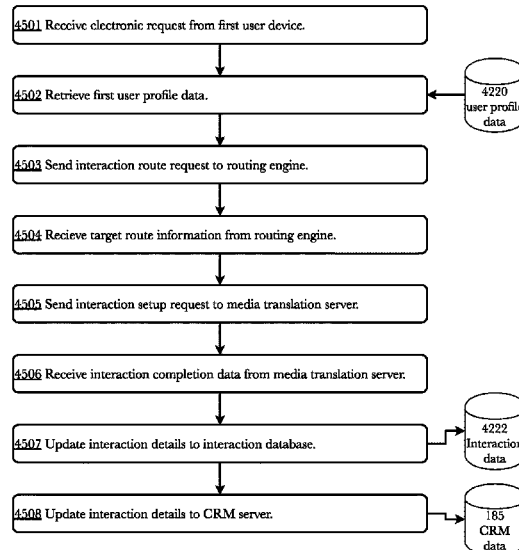 4501 Receive electronic request from first user device.
4502 Retrieve first user profile data.
4220
user profile
data
4503 Send interaction route request to routing engine.
4504 Recieve target route information from routing engine.
4505 Send interaction setup request to media translation server.
4506 Receive interaction completion data from media translation server.
4507 Update interaction details to interaction database.
4222
Interaction
data
4508 Update interaction details to CRM server.
185
CRM
data